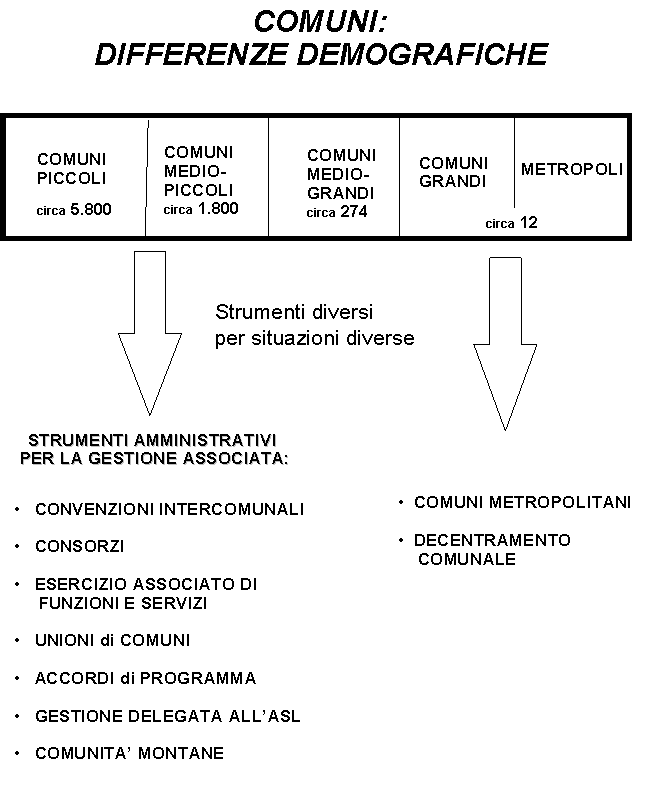 COMUNI:
DIFFERENZE DEMOGRAFICHE
COMUNI
PICCOLI
circa 5.800
COMUNI
MEDIO-
PICCOLI
circa 1.800
COMUNI
MEDIO-
GRANDI
circa 274
COMUNI
GRANDI
METROPOLI
circa 12
Strumenti diversi
per situazioni diverse
STRUMENTI AMMINISTRATIVI
PER LA GESTIONE ASSOCIATA:
• CONVENZIONI INTERCOMUNALI
• CONSORZI
• ESERCIZIO ASSOCIATO DI
FUNZIONI E SERVIZI
• UNIONI di COMUNI
• ACCORDI di PROGRAMMA
• GESTIONE DELEGATA ALL’ASL
• COMUNITA’ MONTANE
• COMUNI METROPOLITANI
• DECENTRAMENTO
COMUNALE